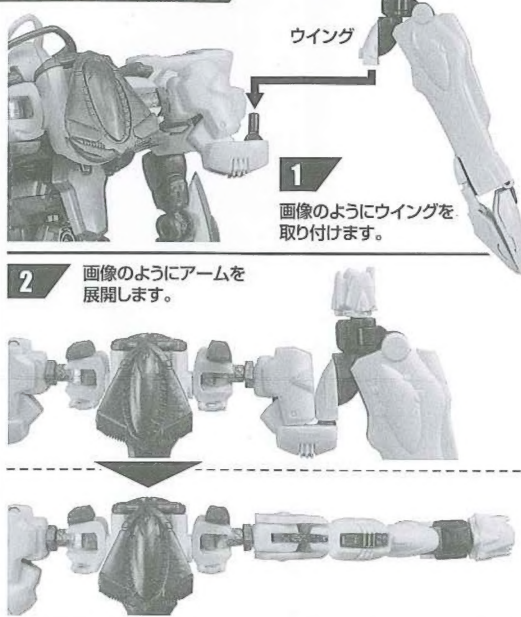 ウイング
1
画像のようにウイングを
取り付けます。
2
画像のようにアームを
展開します。